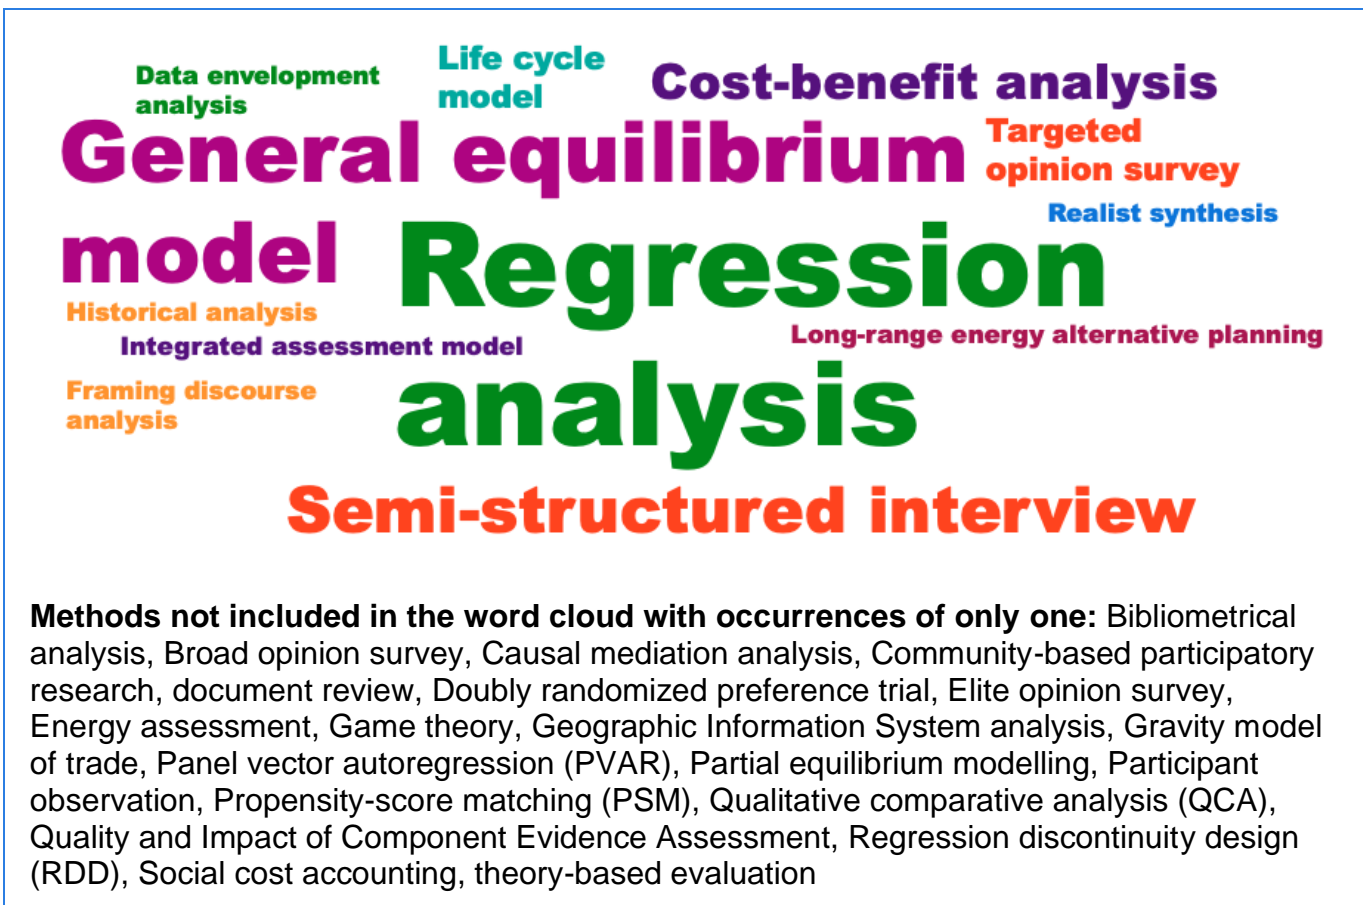 Data envelopment
analysis
Life cycle
model
Cost-benefit analysis
General equilibrium
model
Targeted
opinion survey
Realist synthesis
Regression
analysis
Historical analysis
Integrated assessment model
Long-range energy alternative planning
Framing discourse
analysis
Semi-structured interview
Methods not included in the word cloud with occurrences of only one: Bibliometrical
analysis, Broad opinion survey, Causal mediation analysis, Community-based participatory
research, document review, Doubly randomized preference trial, Elite opinion survey,
Energy assessment, Game theory, Geographic Information System analysis, Gravity model
of trade, Panel vector autoregression (PVAR), Partial equilibrium modelling, Participant
observation, Propensity-score matching (PSM), Qualitative comparative analysis (QCA),
Quality and Impact of Component Evidence Assessment, Regression discontinuity design
(RDD), Social cost accounting, theory-based evaluation